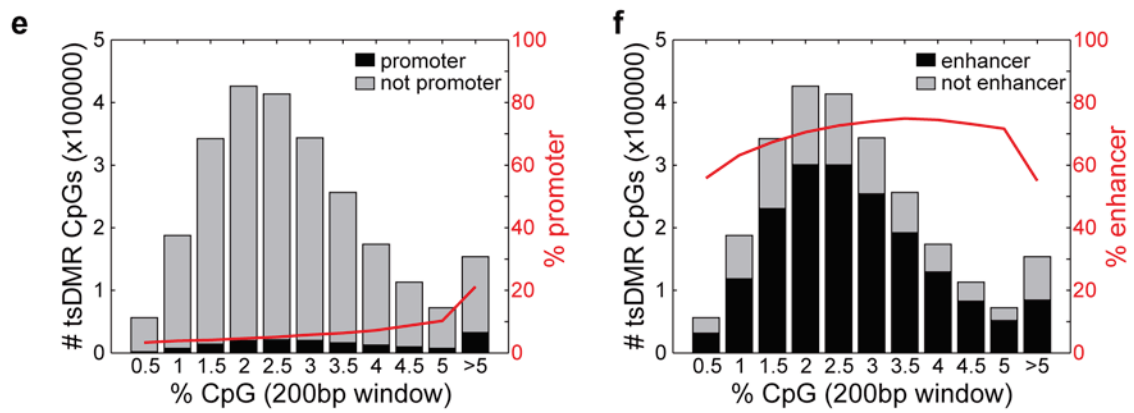 e
5
4
3
2
1
0
# tsDMR CpGs (x100000)
promoter
not promoter
100
80
60
40
20
0
% promoter
0.5 1 1.5 2 2.5 3 3.5 4 4.5 5 >5
% CpG (200bp window)
f
5
4
3
2
1
0
# tsDMR CpGs (x100000)
enhancer
not enhancer
100
80
60
40
20
0
% enhancer
0.5 1 1.5 2 2.5 3 3.5 4 4.5 5 >5
% CpG (200bp window)